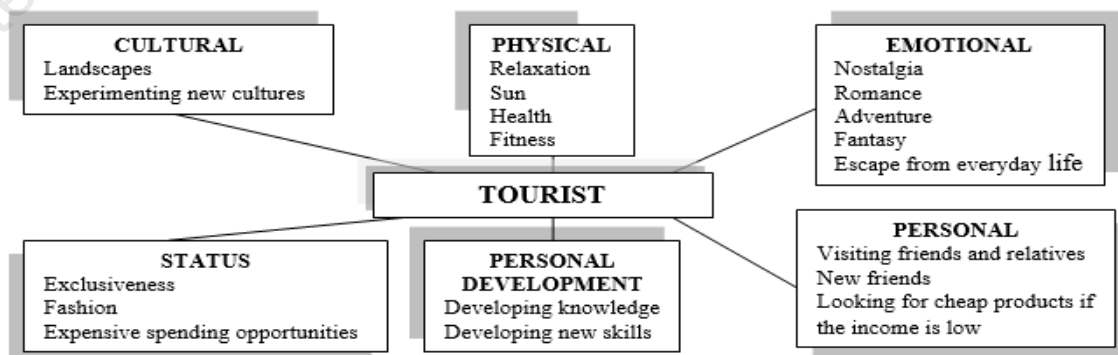 CULTURAL
Landscapes
Experimenting new cultures
PHYSICAL
Relaxation
Sun
Health
Fitness
EMOTIONAL
Nostalgia
Romance
Adventure
Fantasy
Escape from everyday life
TOURIST
STATUS
Exclusiveness
Fashion
Expensive spending opportunities
PERSONAL
DEVELOPMENT
Developing knowledge
Developing new skills
PERSONAL
Visiting friends and relatives
New friends
Looking for cheap products if
the income is low